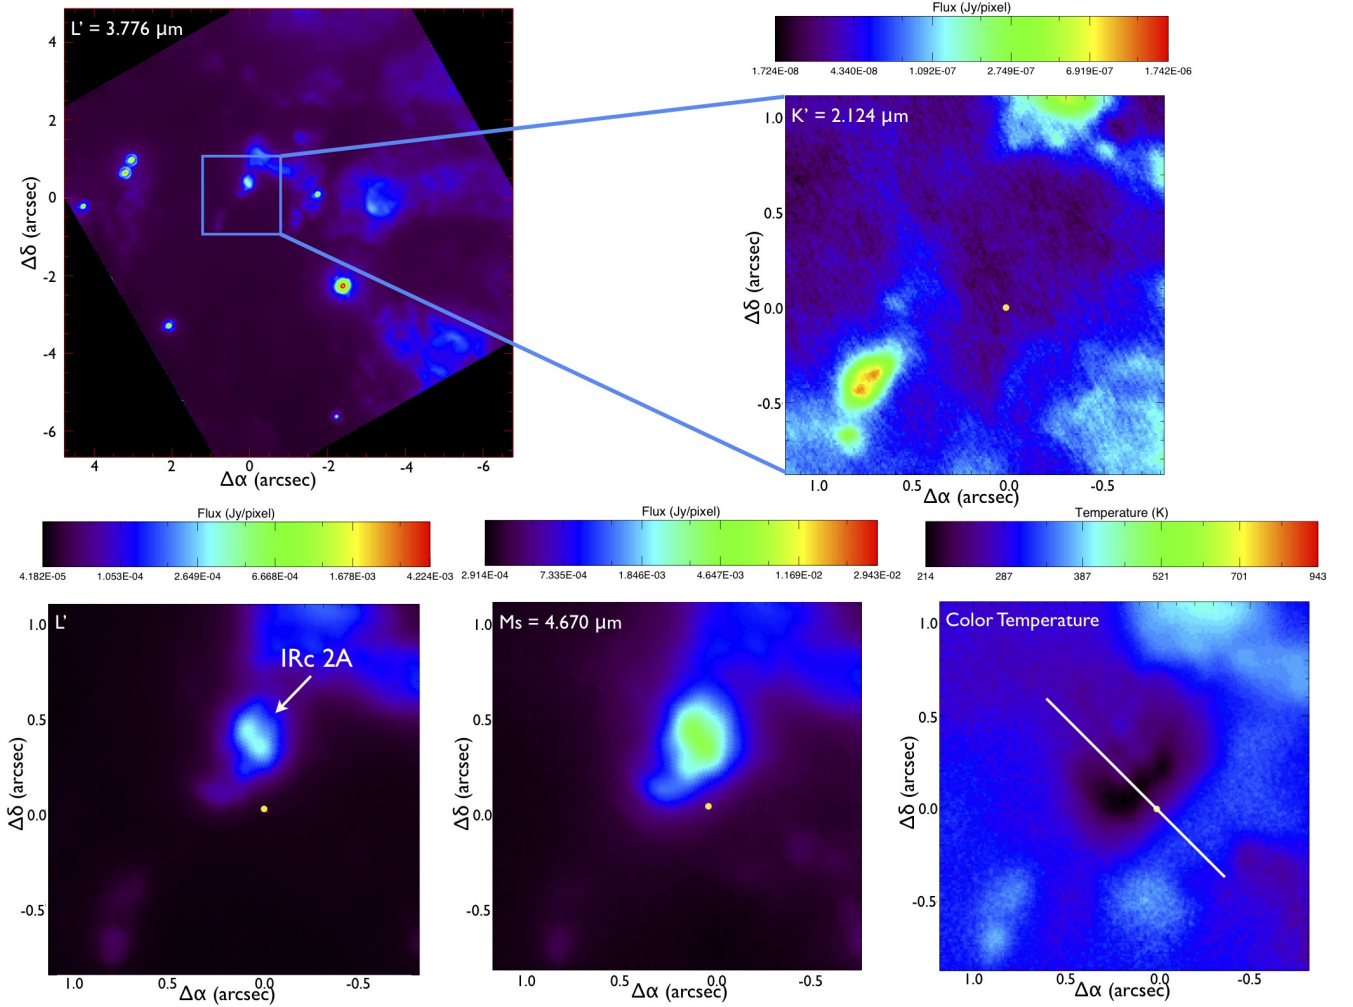 L' = 3.776 μm
4
2
0
-2
-4
-6
Δδ (arcsec)
4 2 0 -2 -4 -6
Δα (arcsec)
Flux (Jy/pixel)
1.724E-08 4.340E-08 1.092E-07 2.749E-07 6.919E-07 1.742E-06
K' = 2.124 μm
1.0
0.5
0.0
-0.5
Δδ (arcsec)
1.0 0.5 0.0 -0.5
Δα (arcsec)
Flux (Jy/pixel)
4.182E-05 1.053E-04 2.649E-04 6.668E-04 1.678E-03 4.224E-03
L'
IRc 2A
1.0
0.5
0.0
-0.5
Δδ (arcsec)
1.0 0.5 0.0 -0.5
Δα (arcsec)
Flux (Jy/pixel)
2.914E-04 7.335E-04 1.846E-03 4.647E-03 1.169E-02 2.943E-02
Ms = 4.670 μm
1.0
0.5
0.0
-0.5
Δδ (arcsec)
1.0 0.5 0.0 -0.5
Δα (arcsec)
Temperature (K)
214 287 387 521 701 943
Color Temperature
1.0
0.5
0.0
-0.5
Δδ (arcsec)
1.0 0.5 0.0 -0.5
Δα (arcsec)